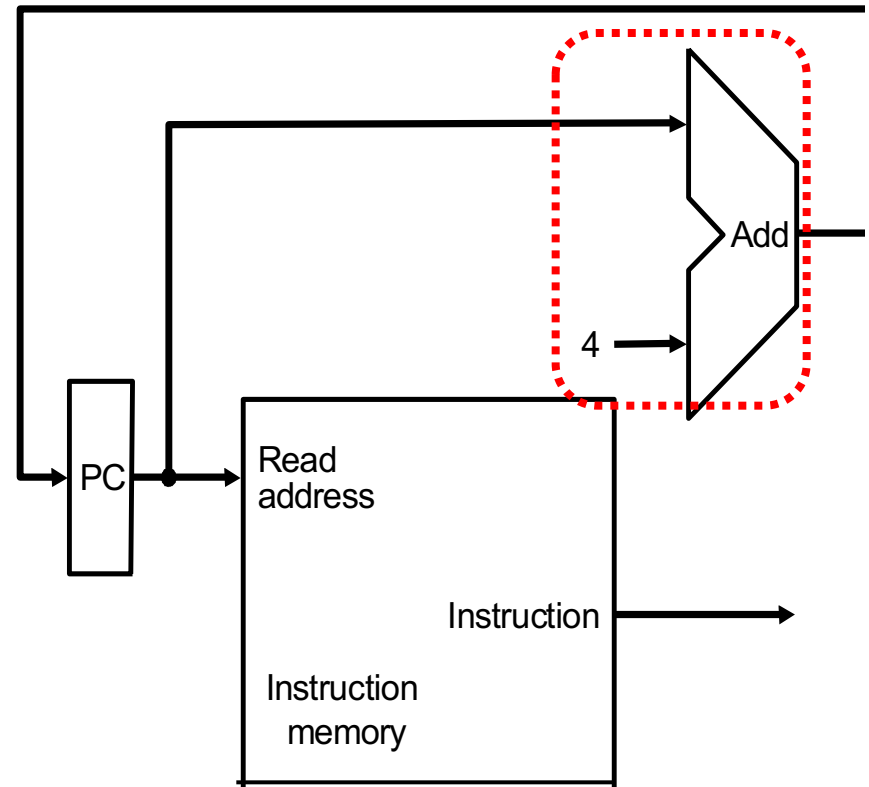 Add
4
PC
Read
address
Instruction
Instruction
memory